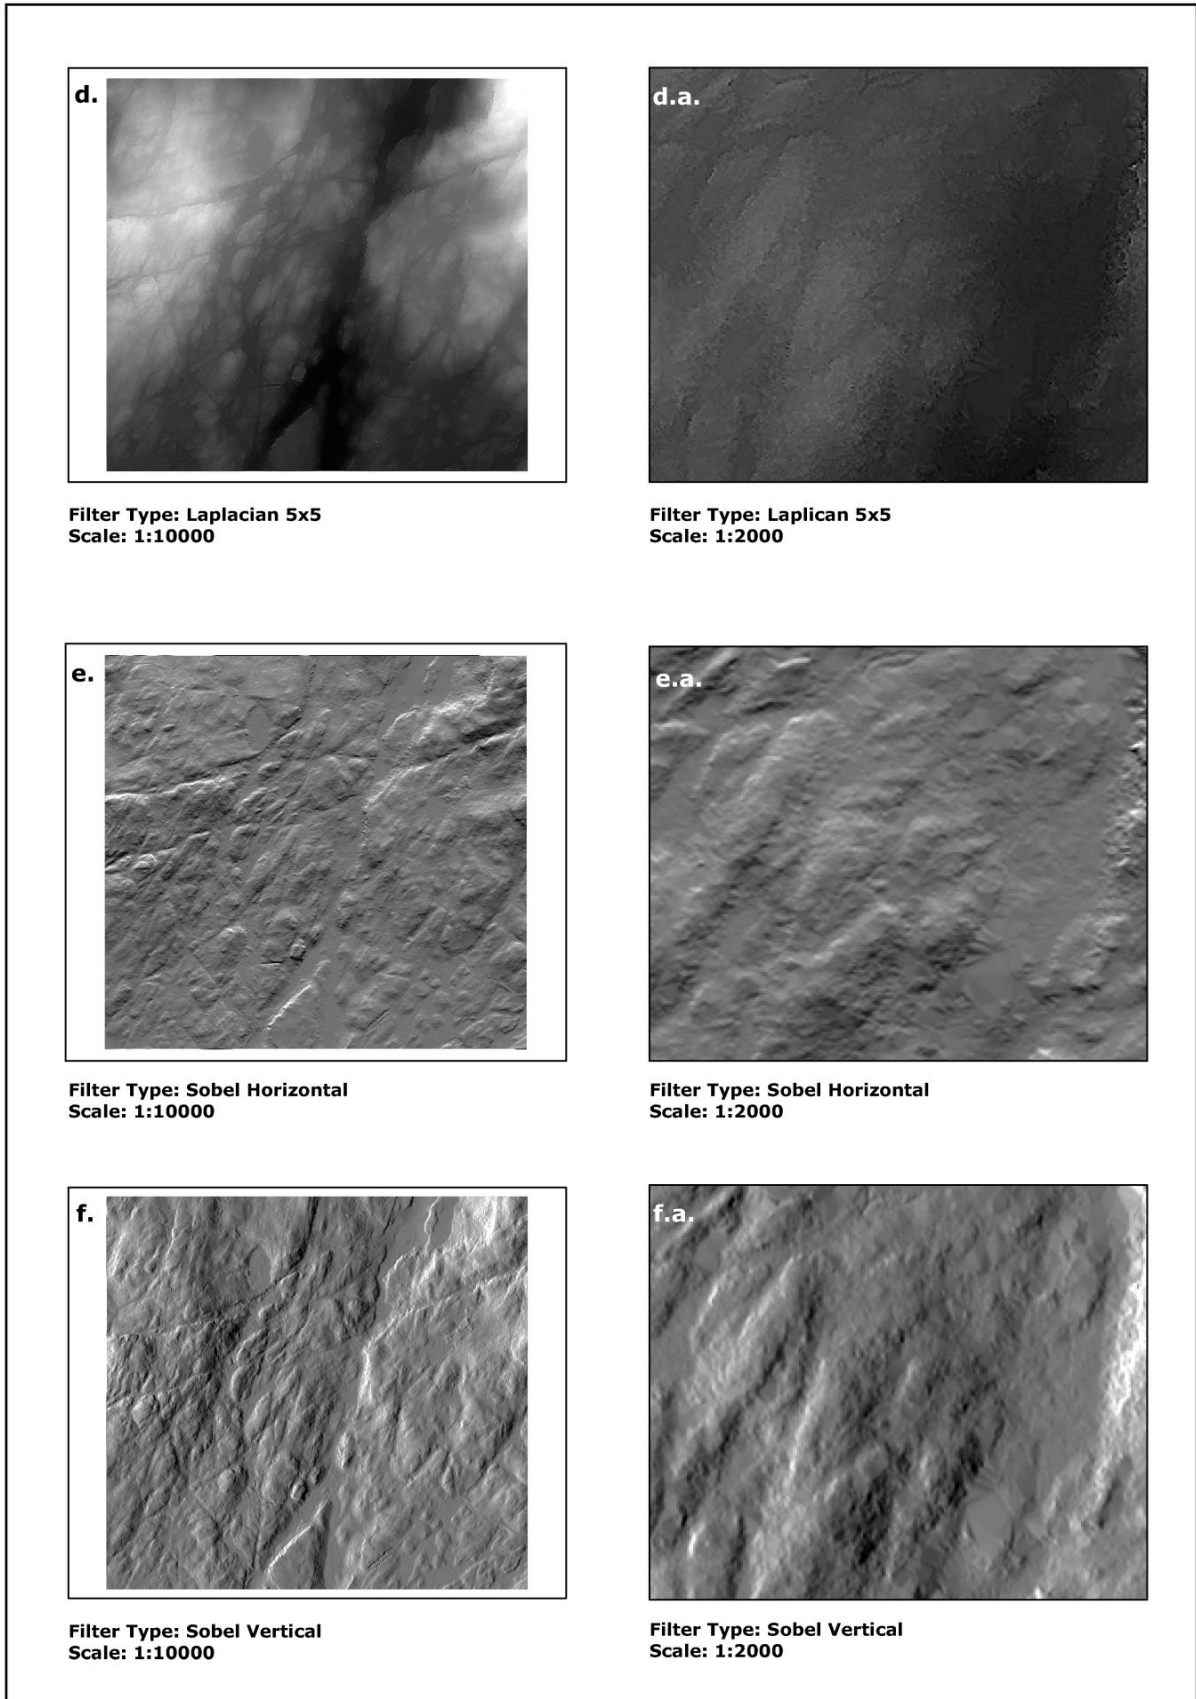 d.
d.a.
Filter Type: Laplacian 5x5
Scale: 1:10000
Filter Type: Laplican 5x5
Scale: 1:2000
e.
e.a.
Filter Type: Sobel Horizontal
Scale: 1:10000
Filter Type: Sobel Horizontal
Scale: 1:2000
f.
f.a.
Filter Type: Sobel Vertical
Scale: 1:10000
Filter Type: Sobel Vertical
Scale: 1:2000